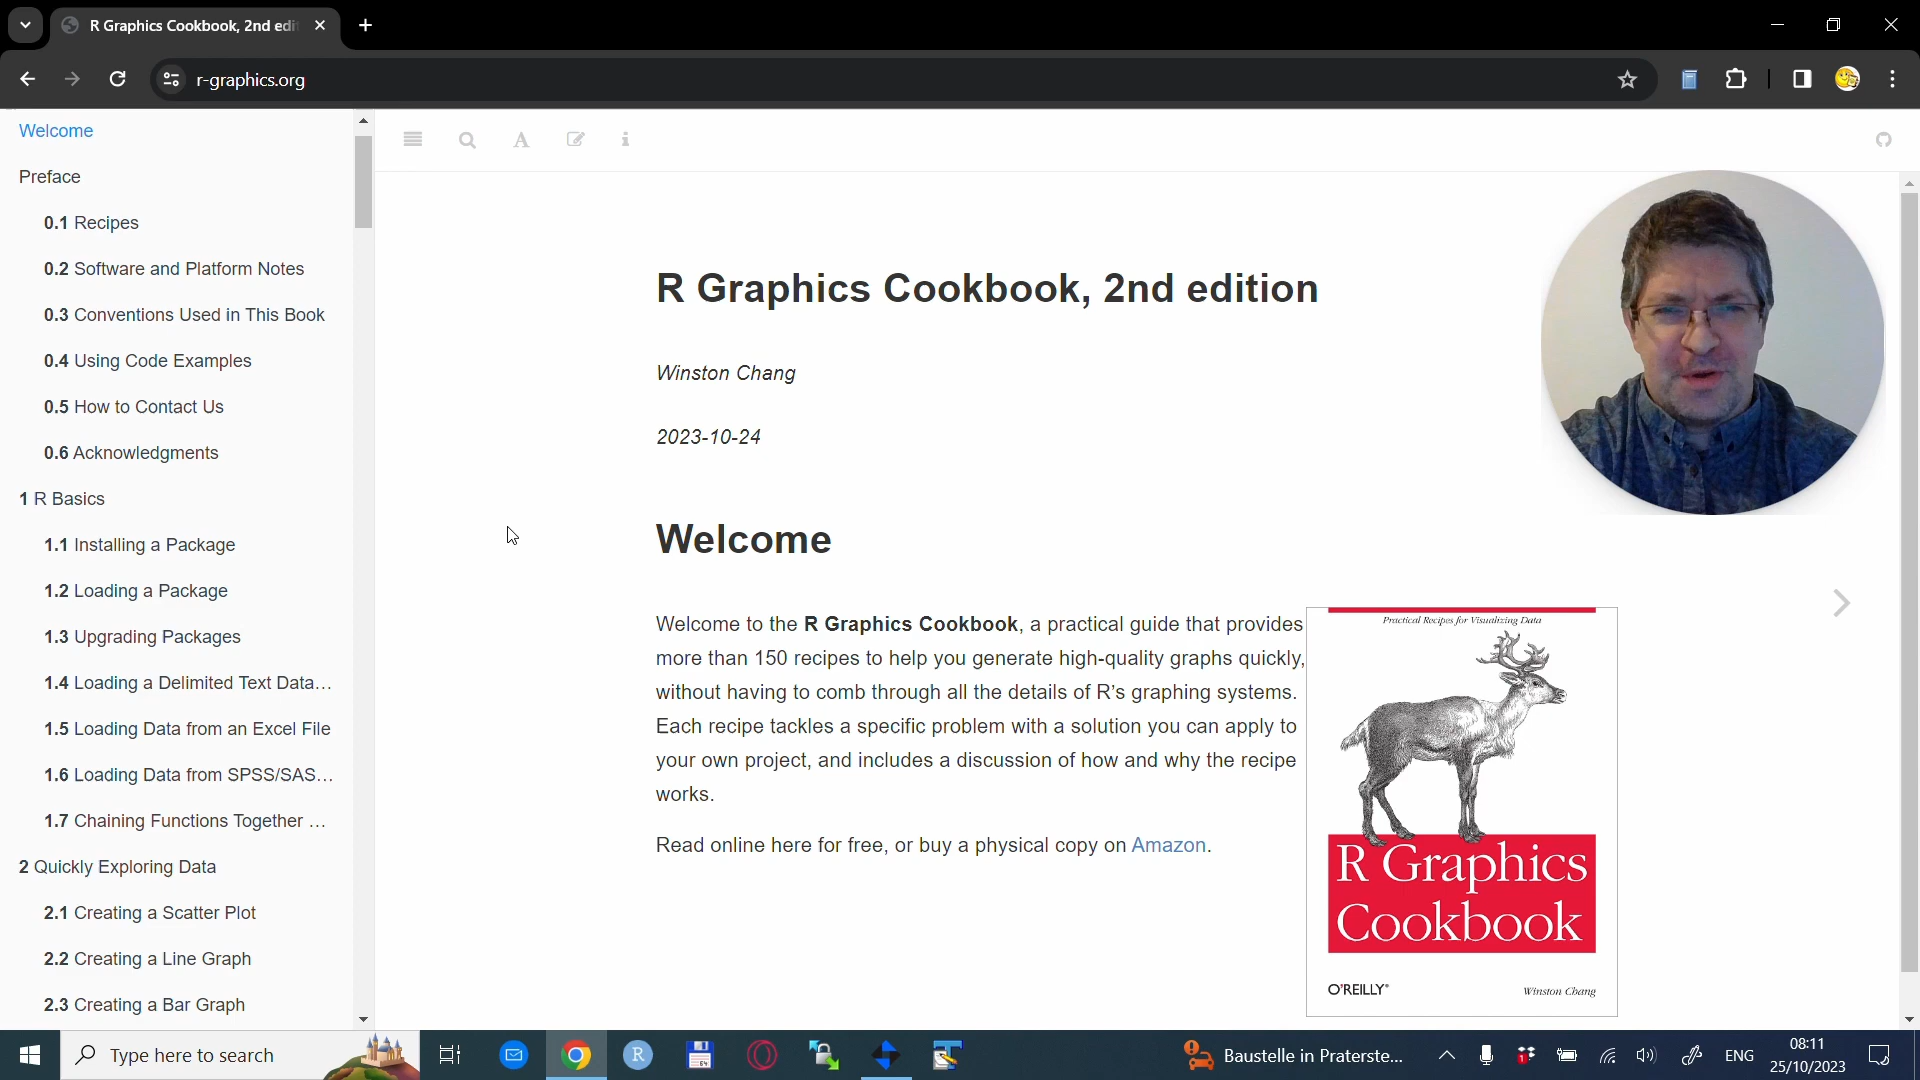 R Graphics Cookbook, 2nd edi
r-graphics.org
Welcome
Preface
0.1 Recipes
0.2 Software and Platform Notes
0.3 Conventions Used in This Book
0.4 Using Code Examples
0.5 How to Contact Us
0.6 Acknowledgments
1 R Basics
1.1 Installing a Package
1.2 Loading a Package
1.3 Upgrading Packages
1.4 Loading a Delimited Text Data…
1.5 Loading Data from an Excel File
1.6 Loading Data from SPSS/SAS…
1.7 Chaining Functions Together …
2 Quickly Exploring Data
2.1 Creating a Scatter Plot
2.2 Creating a Line Graph
2.3 Creating a Bar Graph
R Graphics Cookbook, 2nd edition
Winston Chang
2023-10-24
Welcome
Welcome to the R Graphics Cookbook, a practical guide that provides
more than 150 recipes to help you generate high-quality graphs quickly,
without having to comb through all the details of R’s graphing systems.
Each recipe tackles a specific problem with a solution you can apply to
your own project, and includes a discussion of how and why the recipe
works.
Read online here for free, or buy a physical copy on Amazon.
Practical Recipes for Visualizing Data
R Graphics
Cookbook
O'REILLY®
Winston Chang
Type here to search
R
64
Baustelle in Praterste...
1
ENG
08:11
25/10/2023